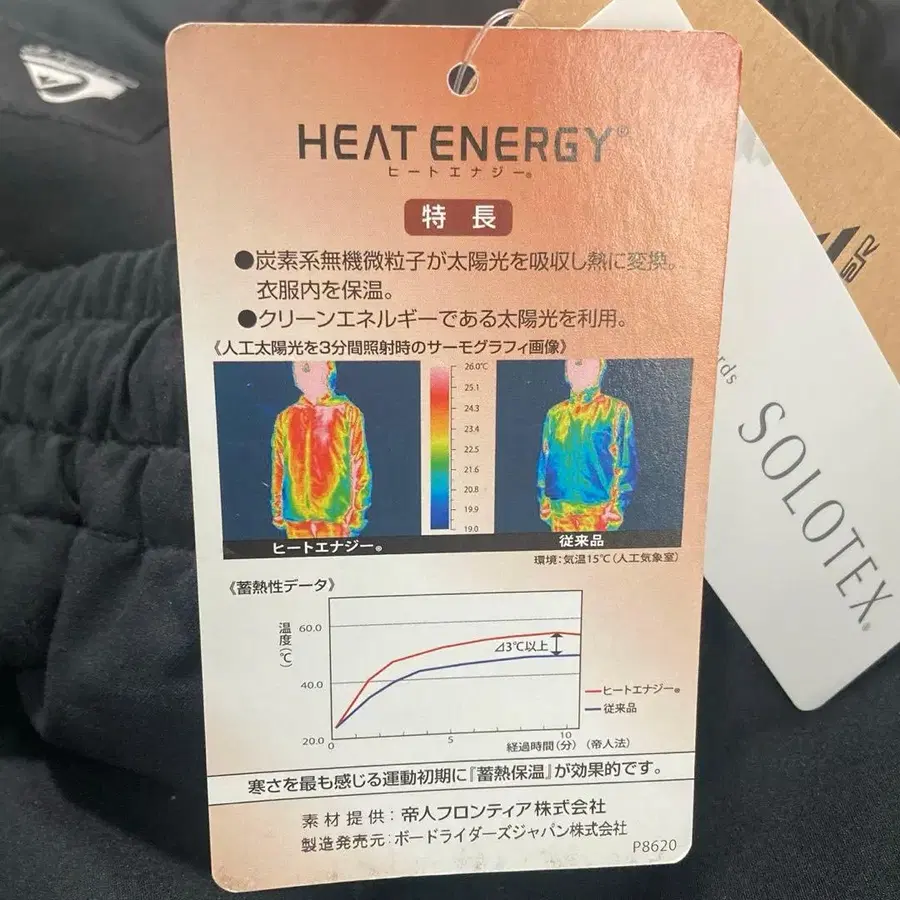 HEAT ENERGY®
ヒートエナジー®
特長
●炭素系無機微粒子が太陽光を吸収し熱に変換。
衣服内を保温。
●クリーンエネルギーである太陽光を利用。
《人工太陽光を3分間照射時のサーモグラフィ画像》
26.0℃
25.1
24.3
23.4
22.5
21.6
20.8
19.9
19.0
ヒートエナジー®
従来品
環境:気温15℃(人工気象室)
《蓄熱性データ》
温度(℃)
60.0
40.0
20.0
⊿3℃以上
ヒートエナジー®
従来品
0
5
10
経過時間(分)(帝人法)
寒さを最も感じる運動初期に『蓄熱保温』が効果的です。
素材提供:帝人フロンティア株式会社
製造発売元:ボードライダーズジャパン株式会社
P8620
rds
SOLOTEX®